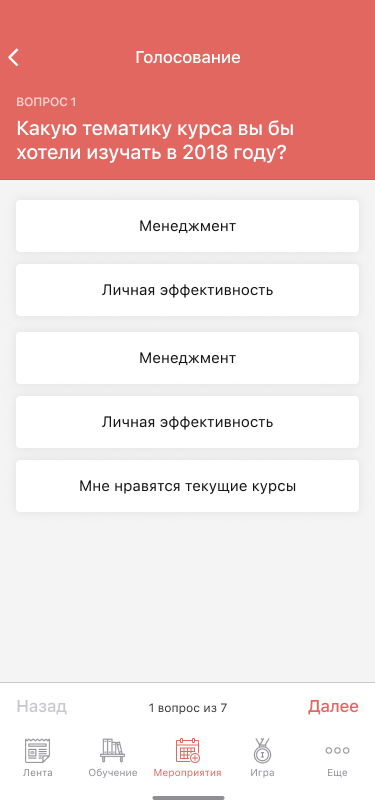 Голосование
ВОПРОС 1
Какую тематику курса вы бы
хотели изучать в 2018 году?
Менеджмент
Личная эффективность
Менеджмент
Личная эффективность
Мне нравятся текущие курсы
Назад
1 вопрос из 7
Далее
Лента
Обучение
Мероприятия
Игра
Еще